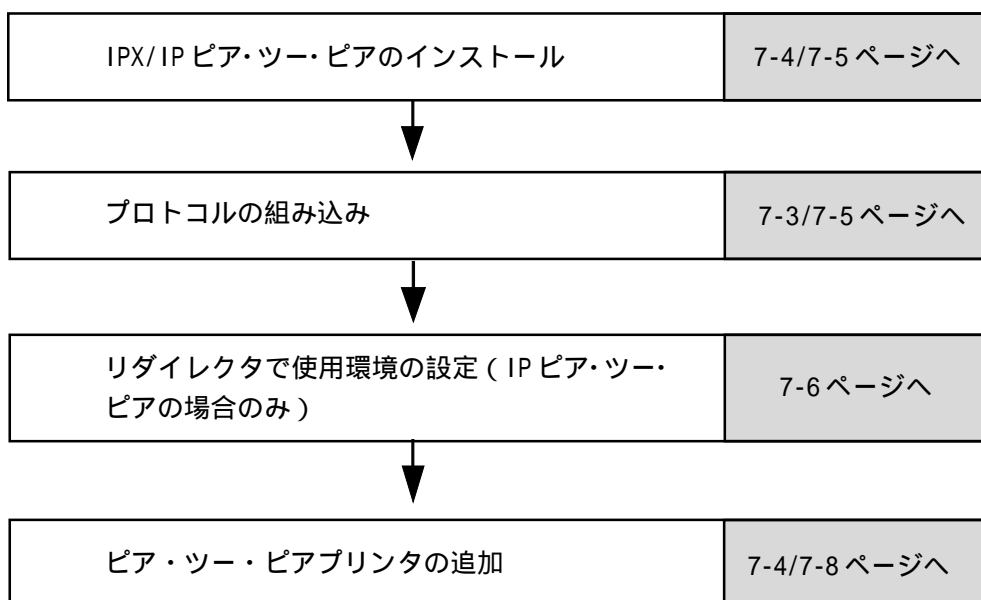 IPX/IP ピア・ツー・ピアのインストール
7-4/7-5 ページへ
プロトコルの組み込み
7-3/7-5 ページへ
リダイレクタで使用環境の設定（IP ピア・ツー・
ピアの場合のみ）
7-6 ページへ
ピア・ツー・ピアプリンタの追加
7-4/7-8 ページへ